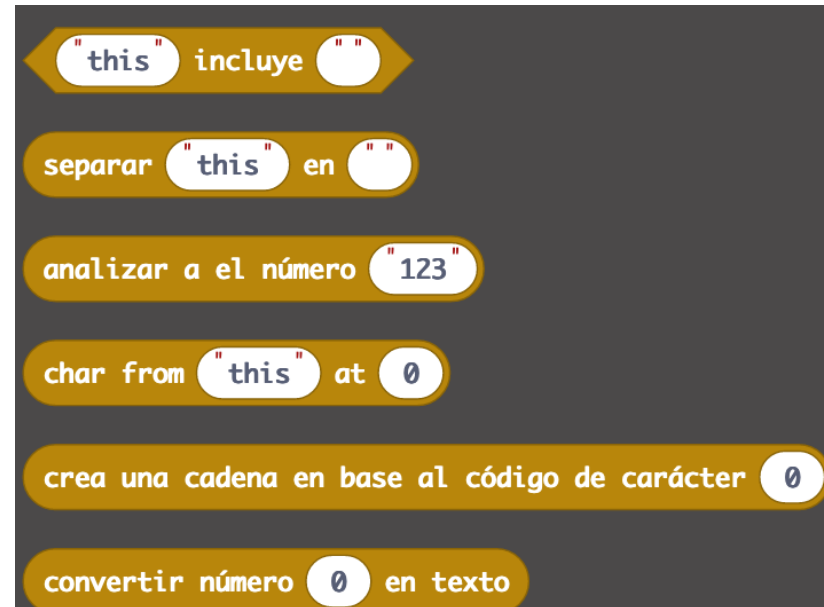 "this" incluye " "
separar "this" en " "
analizar a el número "123"
char from "this" at 0
crea una cadena en base al código de carácter 0
convertir número 0 en texto